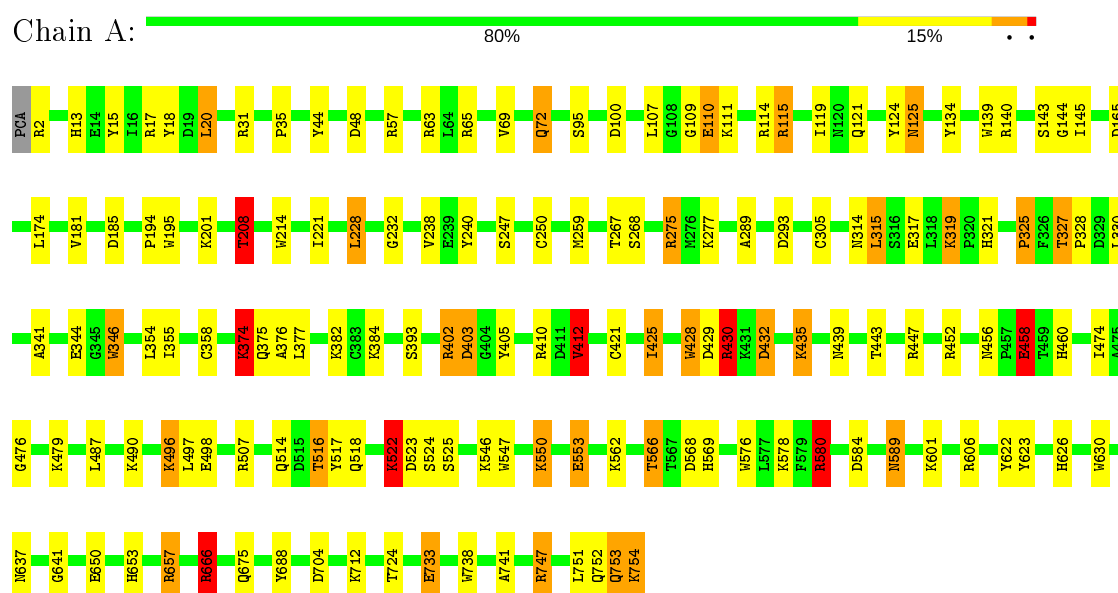 Chain A:
80% 15% • •
PCA R2 H13 E14 Y15 I16 R17 Y18 D19 L20 R31 P35 Y44 D48 R57 R63 L64 R65 V69 Q72 S95 D100 L107 G108 G109 E110 K111 R114 R115 I119 N120 Q121 Y124 N125 Y134 W139 R140 S143 G144 I145
L174 V181 D185 P194 W195 K201 T208 W214 I221 L228 G232 V238 E239 Y240 S247 C250 M259 T267 S268 R275 M276 K277 A289 D293 C305 N314 L315 S316 E317 L318 K319 P320 H321 P325 F326 T327 P328 D329 L330
A341 E344 G345 W346 L354 I355 C358 K374 Q375 A376 L377 K382 C383 K384 S393 R402 D403 G404 Y405 R410 D411 V412 C421 I425 W428 D429 R430 K431 D432 K435 N439 T443 R447 R452 N456 P457 E458 T459 H460 I474 A475
G476 K479 L487 K490 K496 L497 E498 R507 Q514 D515 T516 Y517 Q518 K522 D523 S524 S525 K546 W547 K550 E553 K562 T566 T567 D568 H569 W576 L577 K578 F579 R580 D584 N589 K601 R606 Y622 Y623 H626 W630
N637 G641 E650 H653 R657 R666 Q675 Y688 D704 K712 T724 E733 W738 A741 R747 L751 Q752 Q753 K754